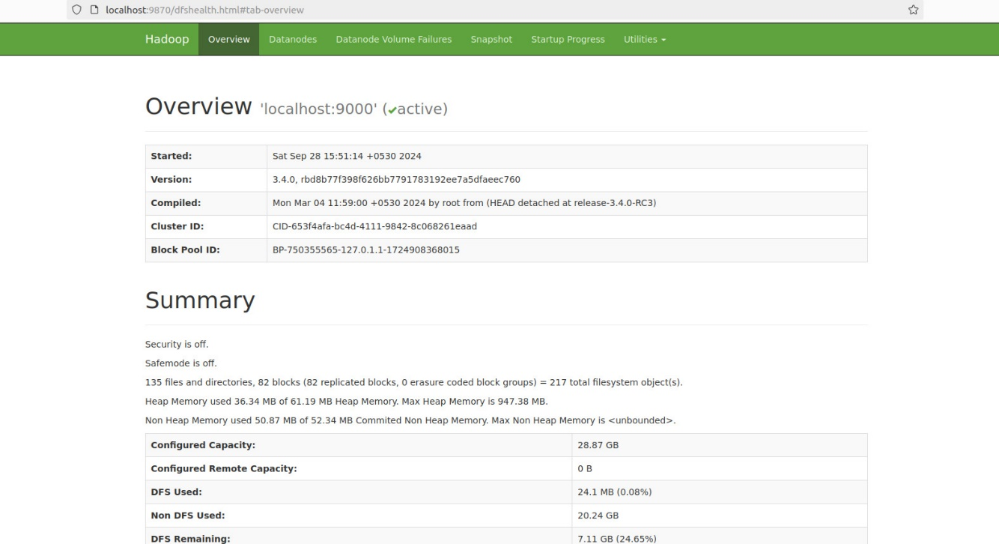 localhost:9870/dfshealth.html#tab-overview
Hadoop Overview Datanodes Datanode Volume Failures Snapshot Startup Progress Utilities
Overview 'localhost:9000' (✔active)
Started: Sat Sep 28 15:51:14 +0530 2024
Version: 3.4.0, rbd8b77f398f626bb7791783192ee7a5dfaeec760
Compiled: Mon Mar 04 11:59:00 +0530 2024 by root from (HEAD detached at release-3.4.0-RC3)
Cluster ID: CID-653f4afa-bc4d-4111-9842-8c068261eaad
Block Pool ID: BP-750355565-127.0.1.1-1724908368015
Summary
Security is off.
Safemode is off.
135 files and directories, 82 blocks (82 replicated blocks, 0 erasure coded block groups) = 217 total filesystem object(s).
Heap Memory used 36.34 MB of 61.19 MB Heap Memory. Max Heap Memory is 947.38 MB.
Non Heap Memory used 50.87 MB of 52.34 MB Commited Non Heap Memory. Max Non Heap Memory is <unbounded>.
Configured Capacity: 28.87 GB
Configured Remote Capacity: 0 B
DFS Used: 24.1 MB (0.08%)
Non DFS Used: 20.24 GB
DFS Remaining: 7.11 GB (24.65%)